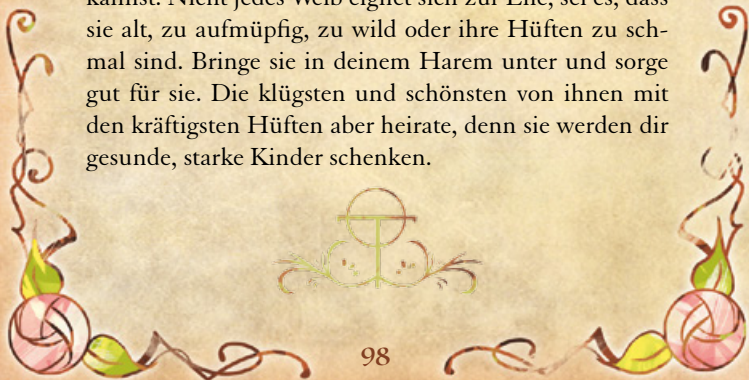 kannst. Nicht jedes Weib eignet sich zur Ehe, sei es, dass
sie alt, zu aufmüpfig, zu wild oder ihre Hüften zu sch-
mal sind. Bringe sie in deinem Harem unter und sorge
gut für sie. Die klügsten und schönsten von ihnen mit
den kräftigsten Hüften aber heirate, denn sie werden dir
gesunde, starke Kinder schenken.
98